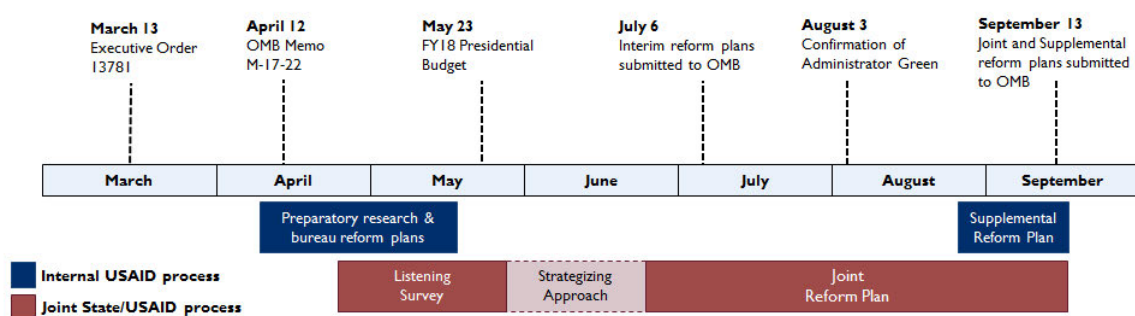 March 13
Executive Order
13781
April 12
OMB Memo
M-17-22
May 23
FY18 Presidential
Budget
July 6
Interim reform plans
submitted to OMB
August 3
Confirmation of
Administrator Green
September 13
Joint and Supplemental
reform plans submitted
to OMB
March
April
May
June
July
August
September
Preparatory research &
bureau reform plans
Supplemental
Reform Plan
Internal USAID process
Listening
Survey
Strategizing
Approach
Joint
Reform Plan
Joint State/USAID process